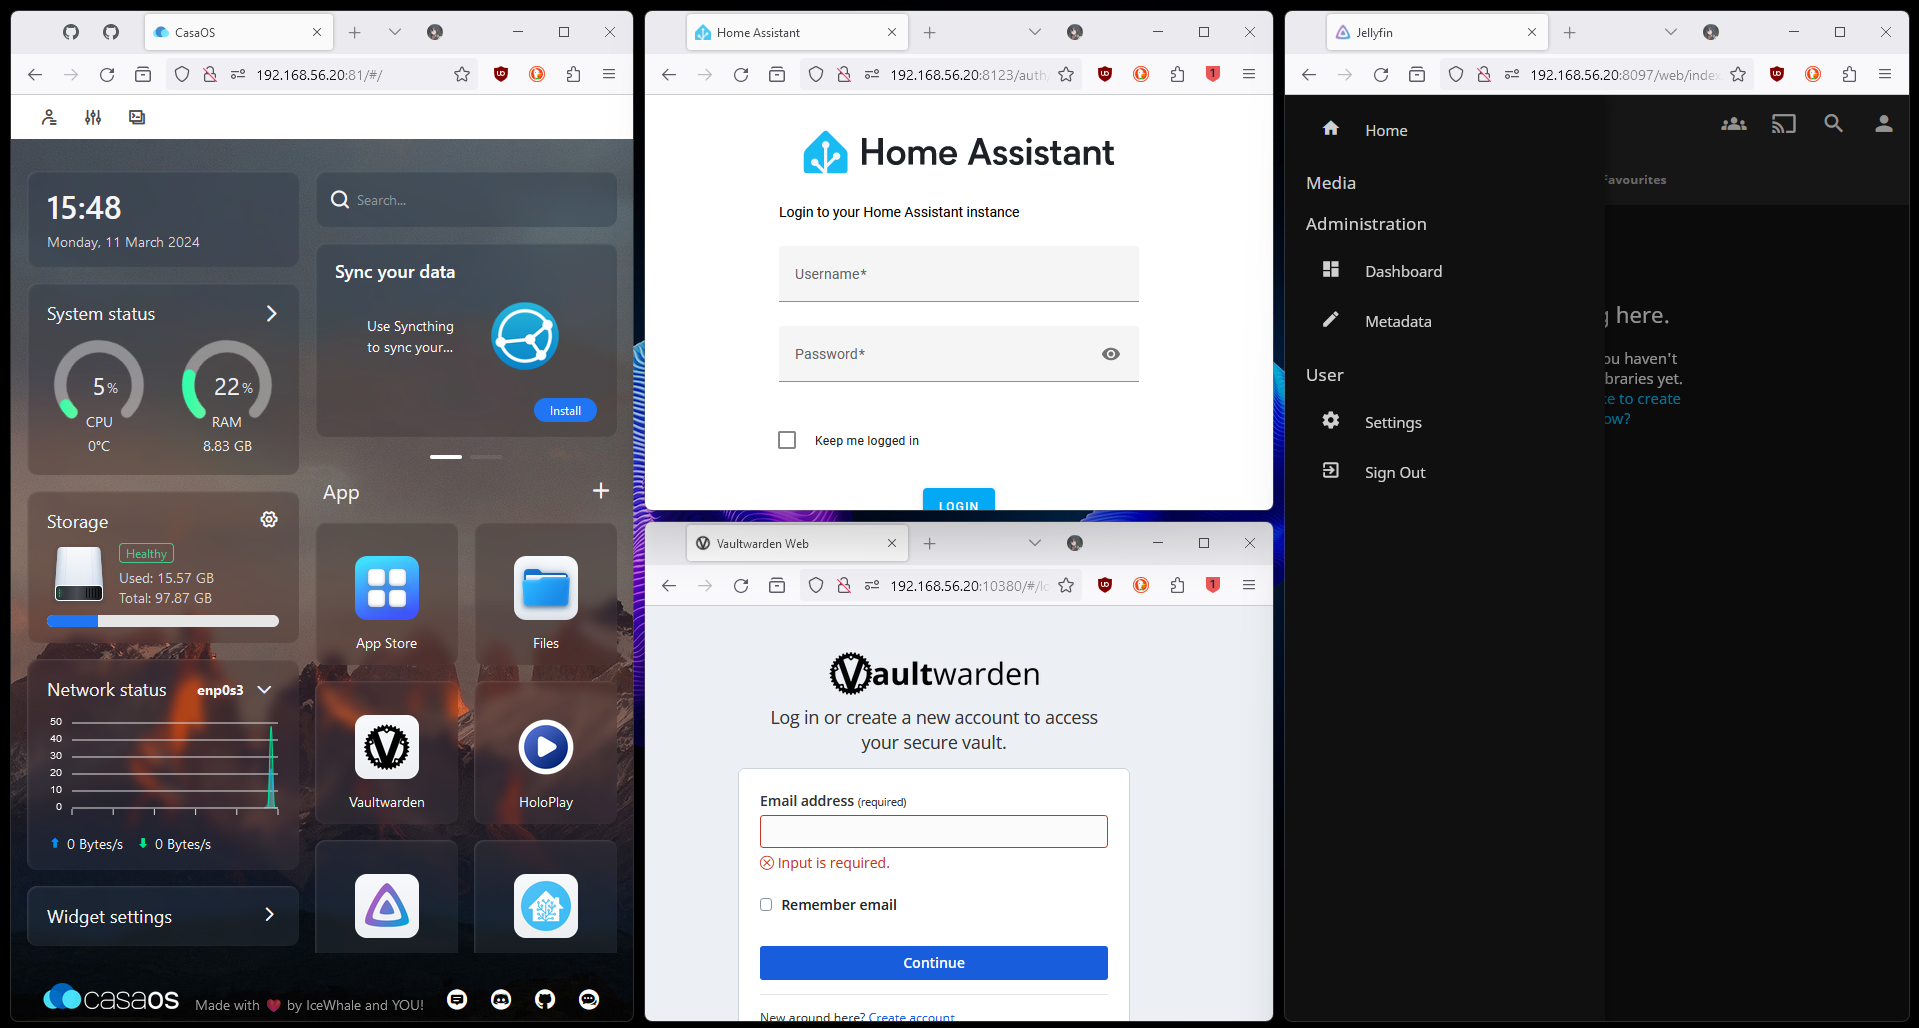 CasaOS
192.168.56.20:81/#/
15:48
Monday, 11 March 2024
Search...
System status
5%
CPU
0°C
22%
RAM
8.83 GB
Sync your data
Use Syncthing
to sync your...
Install
Storage
Healthy
Used: 15.57 GB
Total: 97.87 GB
App
App Store
Files
Network status
enp0s3
50
40
30
20
10
0
0 Bytes/s
0 Bytes/s
Vaultwarden
HoloPlay
Widget settings
casaOS
Made with ❤ by IceWhale and YOU!
Home Assistant
192.168.56.20:8123/auth
1
Home Assistant
Login to your Home Assistant instance
Username*
Password*
Keep me logged in
LOGIN
Vaultwarden Web
192.168.56.20:10380/#/lo
1
Vaultwarden
Log in or create a new account to access
your secure vault.
Email address (required)
Input is required.
Remember email
Continue
New around here? Create account
Jellyfin
192.168.56.20:8097/web/index
Home
Media
Administration
Dashboard
Metadata
User
Settings
Sign Out
Favourites
g here.
ou haven't
braries yet.
e to create
ow?